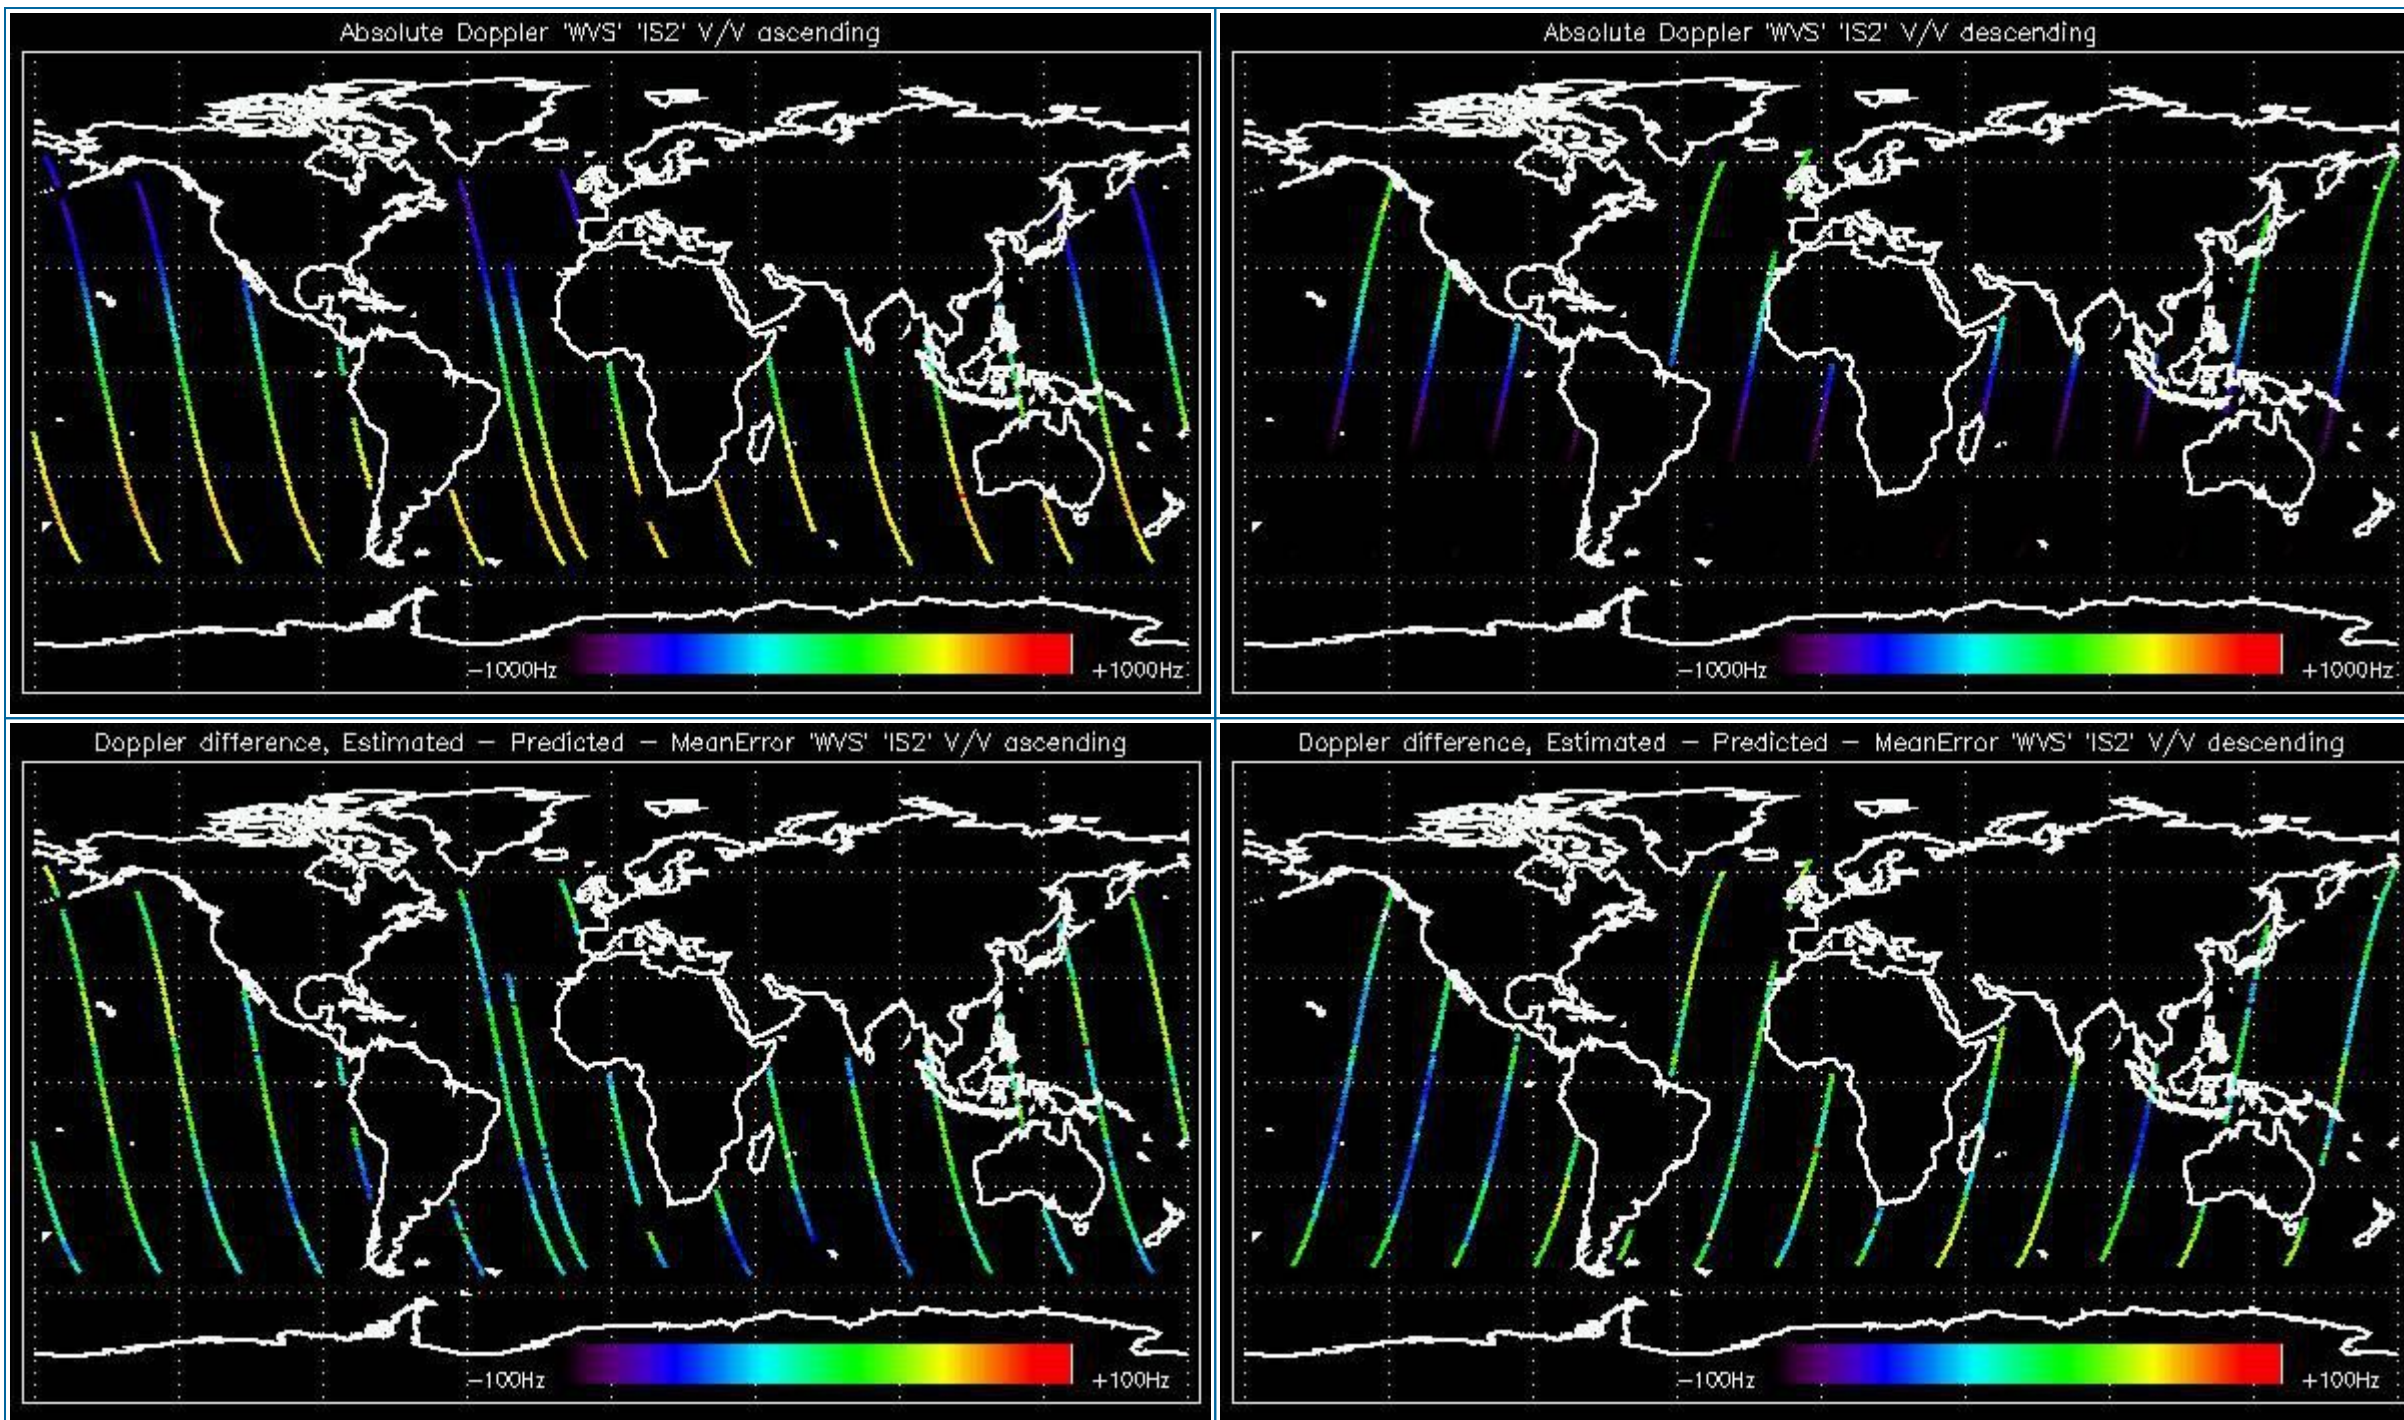 Absolute Doppler 'WVS' 'IS2' V/V ascending
-1000Hz
+1000Hz
Absolute Doppler 'WVS' 'IS2' V/V descending
-1000Hz
+1000Hz
Doppler difference, Estimated - Predicted - MeanError 'WVS' 'IS2' V/V ascending
-100Hz
+100Hz
Doppler difference, Estimated - Predicted - MeanError 'WVS' 'IS2' V/V descending
-100Hz
+100Hz